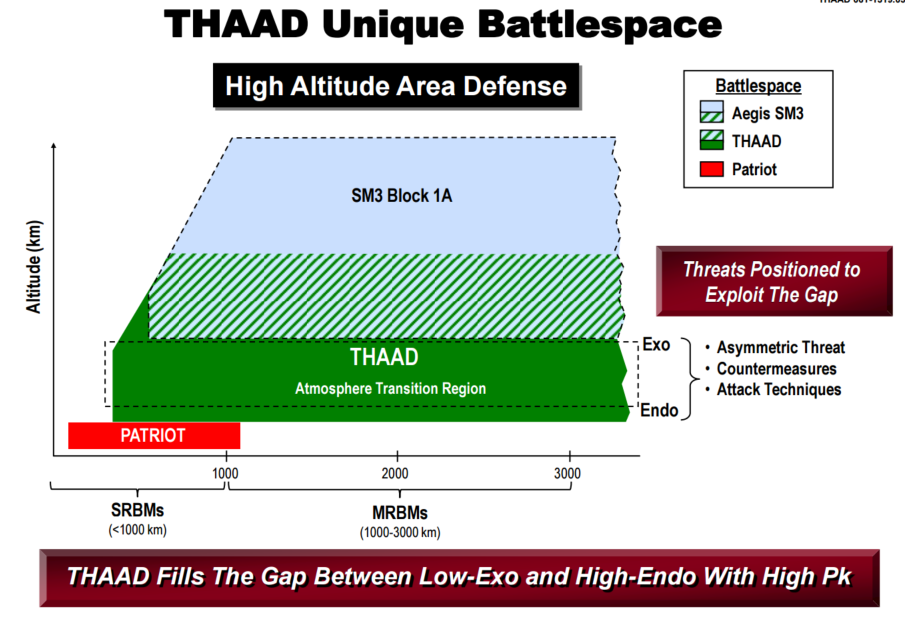 THAAD Unique Battlespace
High Altitude Area Defense
Battlespace
Aegis SM3
THAAD
Patriot
Altitude (km)
SM3 Block 1A
Threats Positioned to
Exploit The Gap
THAAD
Atmosphere Transition Region
Exo
Endo
• Asymmetric Threat
• Countermeasures
• Attack Techniques
PATRIOT
1000
2000
3000
SRBMs
(<1000 km)
MRBMs
(1000-3000 km)
THAAD Fills The Gap Between Low-Exo and High-Endo With High Pk